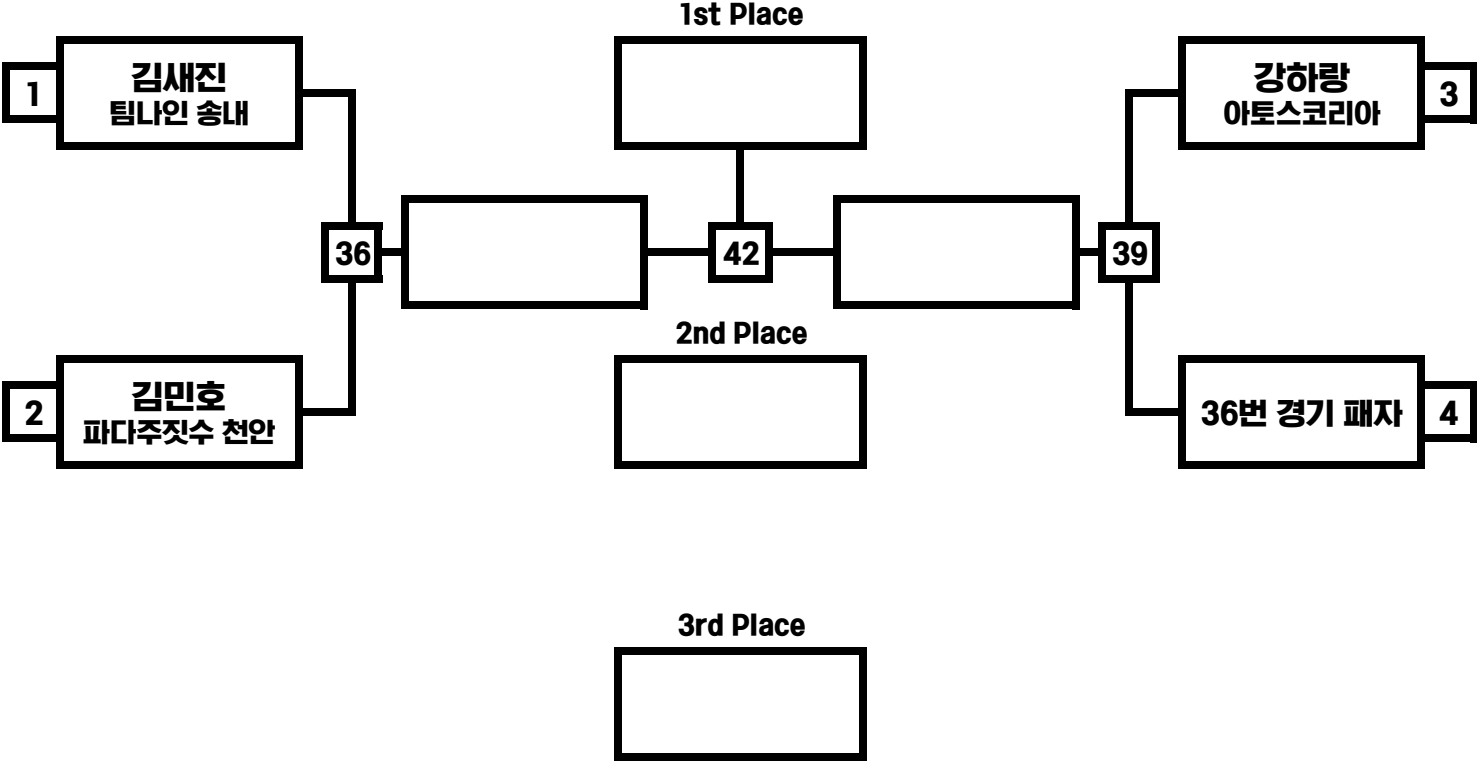 1st Place
1
김새진
팀나인 송내
강하랑
아토스코리아
3
36
42
39
2nd Place
2
김민호
파다주짓수 천안
36번 경기 패자
4
3rd Place